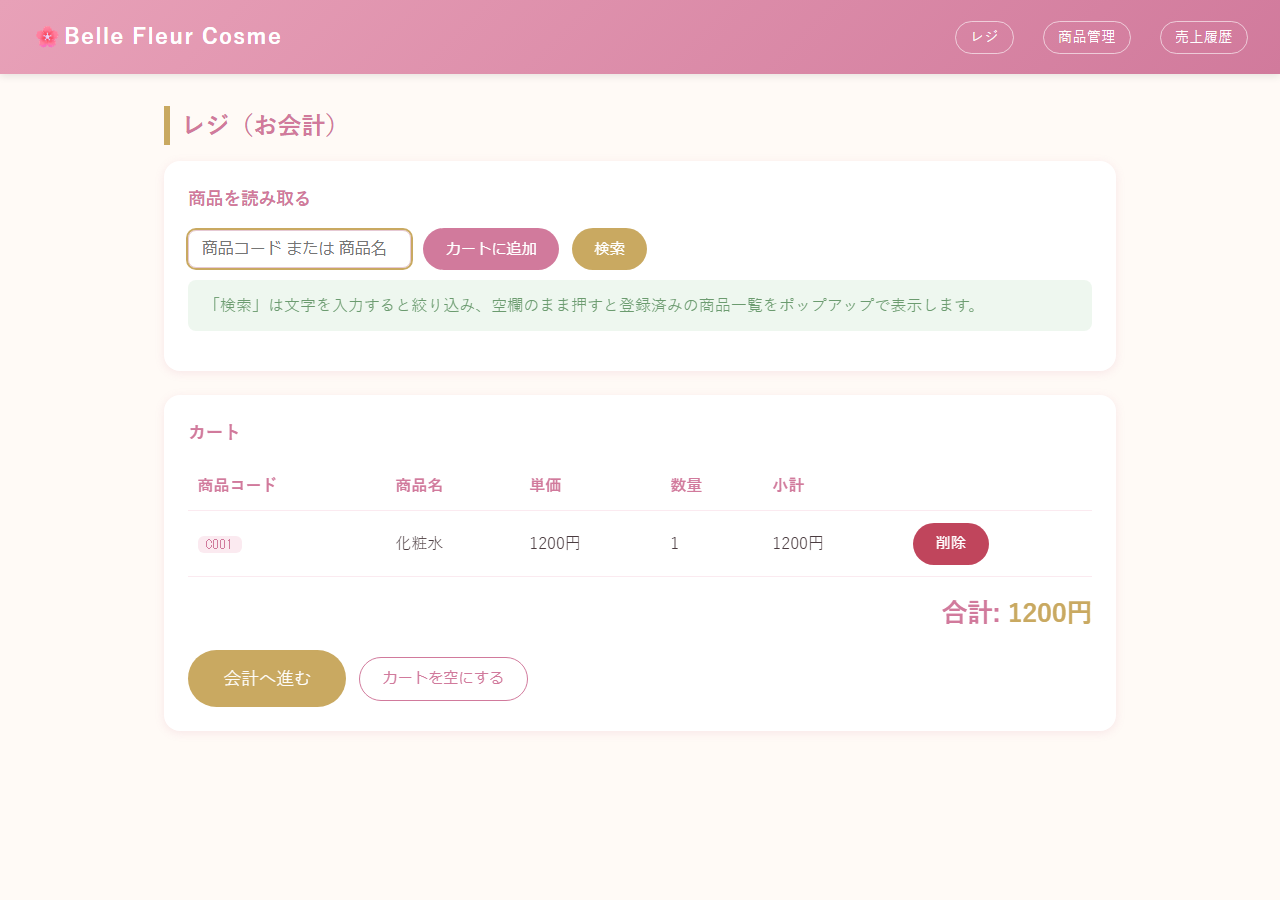 🌸 Belle Fleur Cosme
レジ 商品管理 売上履歴
レジ（お会計）
商品を読み取る
商品コード または 商品名 カートに追加 検索
「検索」は文字を入力すると絞り込み、空欄のまま押すと登録済みの商品一覧をポップアップで表示します。
カート
商品コード 商品名 単価 数量 小計
C001 化粧水 1200円 1 1200円 削除
合計: 1200円
会計へ進む カートを空にする